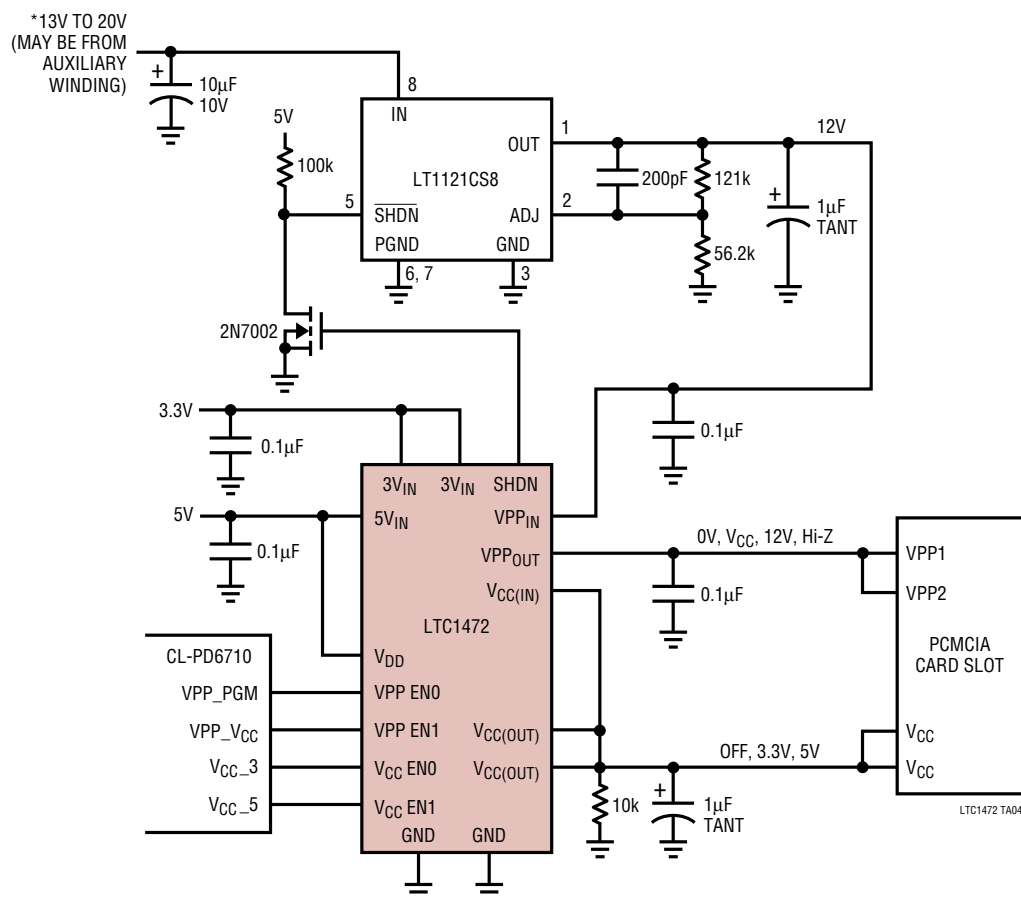 *13V TO 20V
(MAY BE FROM
AUXILIARY
WINDING)
+
10µF
10V
8
IN
5V
100k
5
SHDN
LT1121CS8
OUT
1
ADJ
2
PGND
GND
6, 7
3
12V
200pF
121k
56.2k
+
1µF
TANT
2N7002
3.3V
0.1µF
0.1µF
5V
0.1µF
3VIN
3VIN
SHDN
5VIN
VPPIN
VPPOUT
VCC(IN)
LTC1472
VDD
VPP EN0
VPP EN1
VCC EN0
VCC EN1
VCC(OUT)
VCC(OUT)
GND
GND
CL-PD6710
VPP_PGM
VPP_VCC
VCC_3
VCC_5
0V, VCC, 12V, Hi-Z
0.1µF
OFF, 3.3V, 5V
10k
+
1µF
TANT
VPP1
VPP2
PCMCIA
CARD SLOT
VCC
VCC
LTC1472 TA04